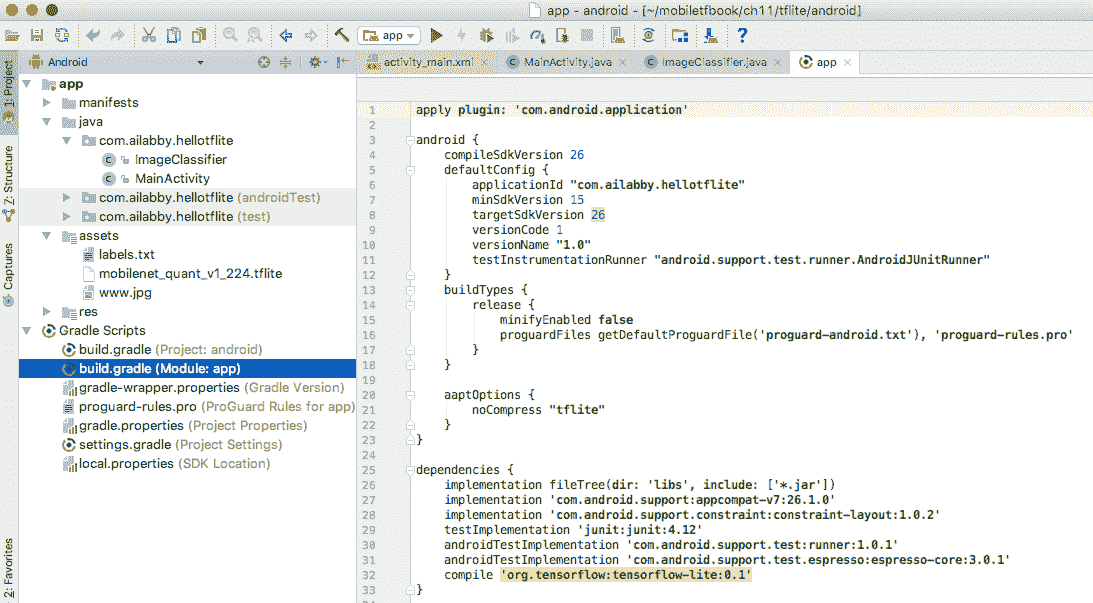 app - android - [~/mobiletfbook/ch11/tflite/android]
app
Android
activity_main.xml
MainActivity.java
ImageClassifier.java
app
1: Project
Z: Structure
Captures
2: Favorites
app
manifests
java
com.ailabby.hellotflite
ImageClassifier
MainActivity
com.ailabby.hellotflite (androidTest)
com.ailabby.hellotflite (test)
assets
labels.txt
mobilenet_quant_v1_224.tflite
www.jpg
res
Gradle Scripts
build.gradle (Project: android)
build.gradle (Module: app)
gradle-wrapper.properties (Gradle Version)
proguard-rules.pro (ProGuard Rules for app)
gradle.properties (Project Properties)
settings.gradle (Project Settings)
local.properties (SDK Location)
1 apply plugin: 'com.android.application'
2
3 android {
4 compileSdkVersion 26
5 defaultConfig {
6 applicationId "com.ailabby.hellotflite"
7 minSdkVersion 15
8 targetSdkVersion 26
9 versionCode 1
10 versionName "1.0"
11 testInstrumentationRunner "android.support.test.runner.AndroidJUnitRunner"
12 }
13 buildTypes {
14 release {
15 minifyEnabled false
16 proguardFiles getDefaultProguardFile('proguard-android.txt'), 'proguard-rules.pro'
17 }
18 }
19
20 aaptOptions {
21 noCompress "tflite"
22 }
23 }
24
25 dependencies {
26 implementation fileTree(dir: 'libs', include: ['*.jar'])
27 implementation 'com.android.support:appcompat-v7:26.1.0'
28 implementation 'com.android.support.constraint:constraint-layout:1.0.2'
29 testImplementation 'junit:junit:4.12'
30 androidTestImplementation 'com.android.support.test:runner:1.0.1'
31 androidTestImplementation 'com.android.support.test.espresso:espresso-core:3.0.1'
32 compile 'org.tensorflow:tensorflow-lite:0.1'
33 }